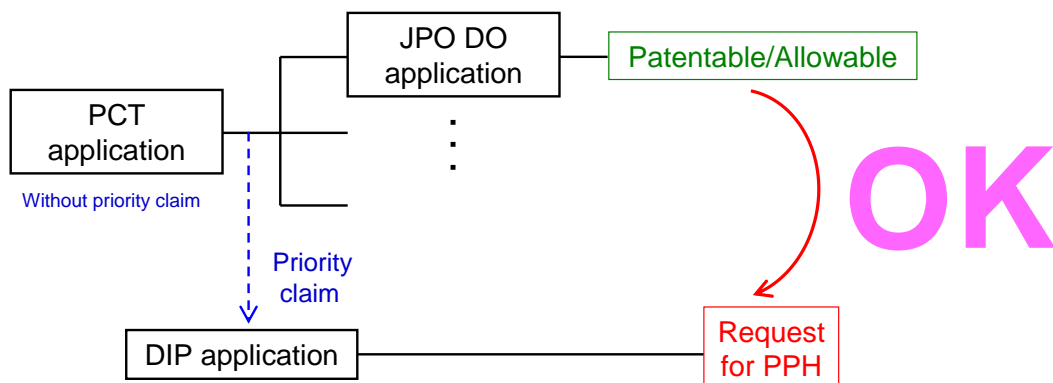 JPO DO
application
Patentable/Allowable
PCT
application
OK
Without priority claim
Priority
claim
DIP application
Request
for PPH